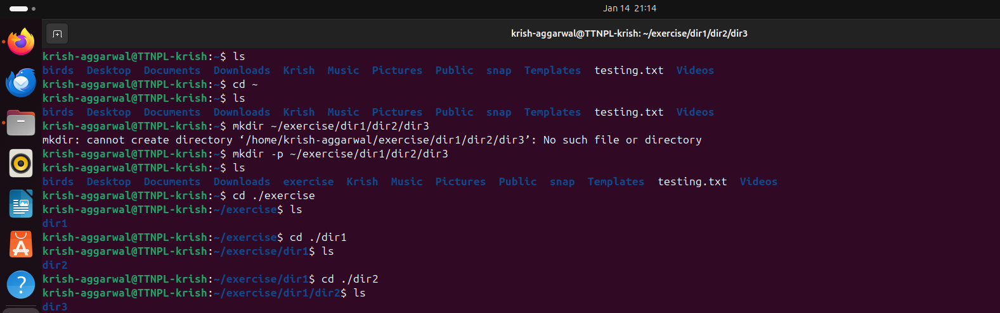 Jan 14 21:14
krish-aggarwal@TTNPL-krish: ~/exercise/dir1/dir2/dir3
krish-aggarwal@TTNPL-krish:~$ ls
birds Desktop Documents Downloads Krish Music Pictures Public snap Templates testing.txt Videos
krish-aggarwal@TTNPL-krish:~$ cd ~
krish-aggarwal@TTNPL-krish:~$ ls
birds Desktop Documents Downloads Krish Music Pictures Public snap Templates testing.txt Videos
krish-aggarwal@TTNPL-krish:~$ mkdir ~/exercise/dir1/dir2/dir3
mkdir: cannot create directory ‘/home/krish-aggarwal/exercise/dir1/dir2/dir3’: No such file or directory
krish-aggarwal@TTNPL-krish:~$ mkdir -p ~/exercise/dir1/dir2/dir3
krish-aggarwal@TTNPL-krish:~$ ls
birds Desktop Documents Downloads exercise Krish Music Pictures Public snap Templates testing.txt Videos
krish-aggarwal@TTNPL-krish:~$ cd ./exercise
krish-aggarwal@TTNPL-krish:~/exercise$ ls
dir1
krish-aggarwal@TTNPL-krish:~/exercise$ cd ./dir1
krish-aggarwal@TTNPL-krish:~/exercise/dir1$ ls
dir2
krish-aggarwal@TTNPL-krish:~/exercise/dir1$ cd ./dir2
krish-aggarwal@TTNPL-krish:~/exercise/dir1/dir2$ ls
dir3